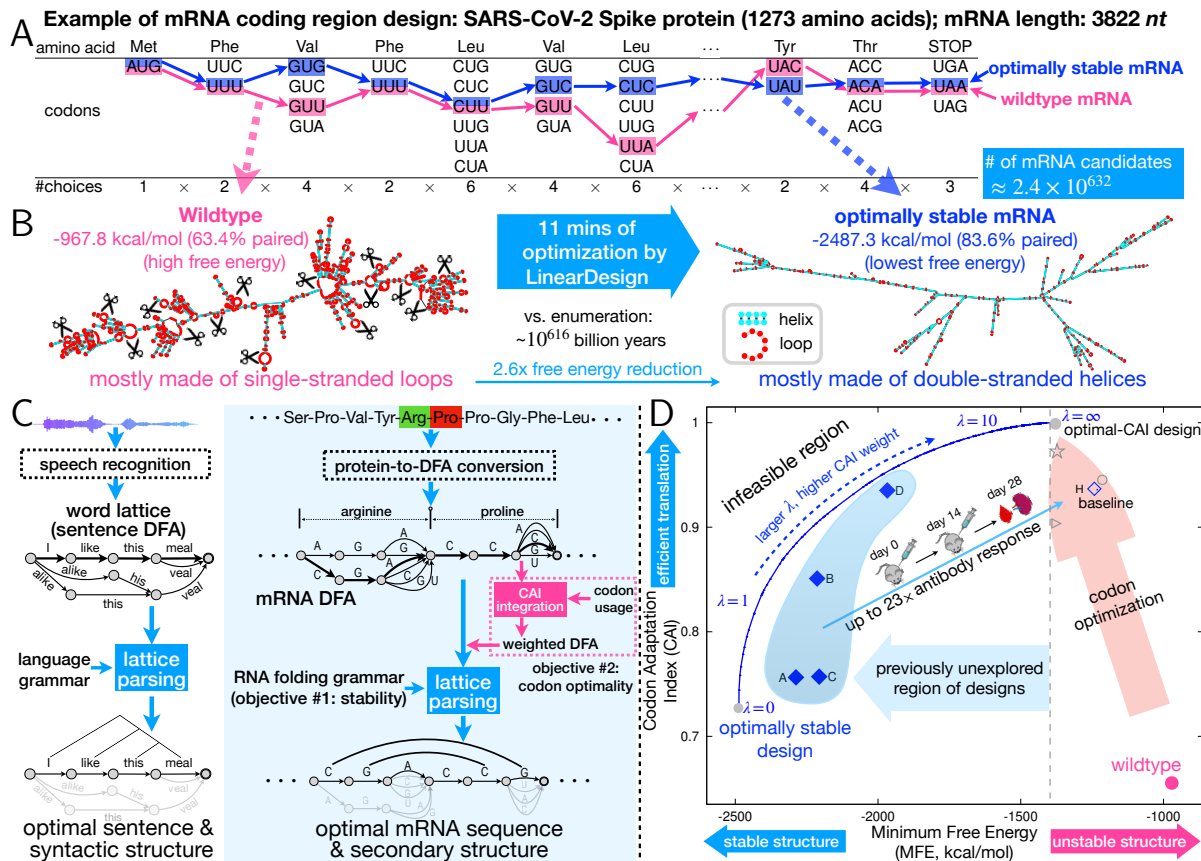 Example of mRNA coding region design: SARS-CoV-2 Spike protein (1273 amino acids); mRNA length: 3822 nt
A
amino acid Met Phe Val Phe Leu Val Leu ... Tyr Thr STOP
codons
AUG
UUC
UUU
GUG
GUC
GUU
GUA
UUC
UUU
CUG
CUC
CUU
UUG
UUA
CUA
GUG
GUC
GUU
GUA
CUG
CUC
CUU
UUG
UUA
CUA
...
...
...
UAC
UAU
ACC
ACA
ACU
ACG
UGA
UAA
UAG
optimally stable mRNA
wildtype mRNA
#choices 1 × 2 × 4 × 2 × 6 × 4 × 6 × ... × 2 × 4 × 3
# of mRNA candidates
≈ 2.4 × 10^632
B
Wildtype
-967.8 kcal/mol (63.4% paired)
(high free energy)
mostly made of single-stranded loops
11 mins of
optimization by
LinearDesign
vs. enumeration:
~10^616 billion years
2.6x free energy reduction
optimally stable mRNA
-2487.3 kcal/mol (83.6% paired)
(lowest free energy)
helix
loop
mostly made of double-stranded helices
C
speech recognition
word lattice
(sentence DFA)
I like this meal
alike his veal
this
language
grammar
lattice
parsing
I like this meal
alike his veal
this
optimal sentence &
syntactic structure
· · · Ser-Pro-Val-Tyr-Arg-Pro-Pro-Gly-Phe-Leu · · ·
protein-to-DFA conversion
arginine proline
A G A G C C A C G U
C G A C G U
mRNA DFA
CAI
integration
codon
usage
weighted DFA
objective #2:
codon optimality
RNA folding grammar
(objective #1: stability)
lattice
parsing
C G A C C G
A G
optimal mRNA sequence
& secondary structure
D
efficient translation
Codon Adaptation
Index (CAI)
1
0.9
0.8
0.7
infeasible region
larger λ, higher CAI weight
λ=10
λ=∞
optimal-CAI design
λ=1
λ=0
A
B
C
D
H
baseline
day 0
day 14
day 28
up to 23× antibody response
codon
optimization
previously unexplored
region of designs
optimally stable
design
wildtype
-2500 -2000 -1500 -1000
stable structure
Minimum Free Energy
(MFE, kcal/mol)
unstable structure